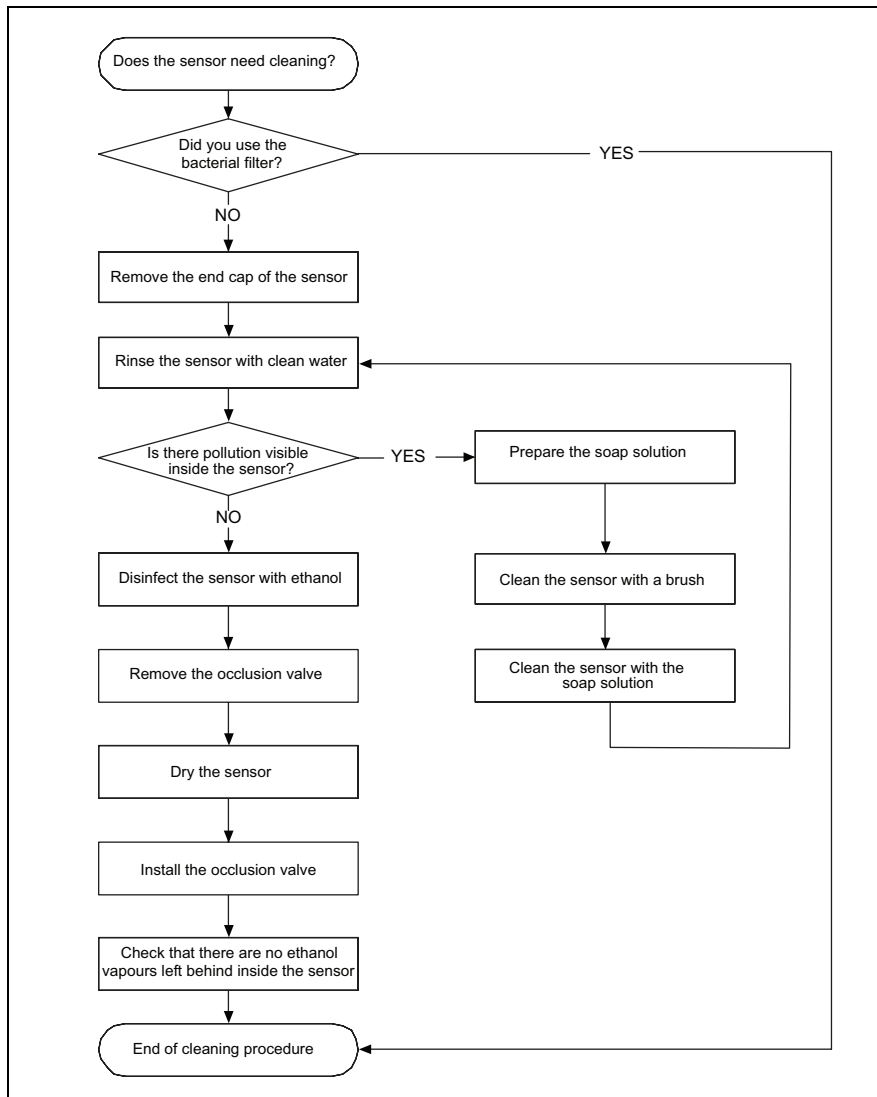 Does the sensor need cleaning?
Did you use the
bacterial filter?
YES
NO
Remove the end cap of the sensor
Rinse the sensor with clean water
Is there pollution visible
inside the sensor?
YES
Prepare the soap solution
NO
Disinfect the sensor with ethanol
Clean the sensor with a brush
Remove the occlusion valve
Clean the sensor with the
soap solution
Dry the sensor
Install the occlusion valve
Check that there are no ethanol
vapours left behind inside the sensor
End of cleaning procedure